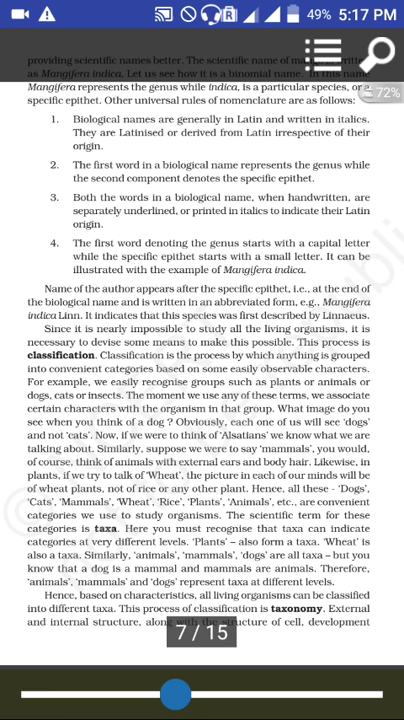 49% 5:17 PM
providing scientific names better. The scientific name of mango is written
as Mangifera indica. Let us see how it is a binomial name. In this name
Mangifera represents the genus while indica, is a particular species, or a
72%
specific epithet. Other universal rules of nomenclature are as follows:
1. Biological names are generally in Latin and written in italics.
They are Latinised or derived from Latin irrespective of their
origin.
2. The first word in a biological name represents the genus while
the second component denotes the specific epithet.
3. Both the words in a biological name, when handwritten, are
separately underlined, or printed in italics to indicate their Latin
origin.
4. The first word denoting the genus starts with a capital letter
while the specific epithet starts with a small letter. It can be
illustrated with the example of Mangifera indica.
Name of the author appears after the specific epithet, i.e., at the end of
the biological name and is written in an abbreviated form, e.g., Mangifera
indica Linn. It indicates that this species was first described by Linnaeus.
Since it is nearly impossible to study all the living organisms, it is
necessary to devise some means to make this possible. This process is
classification. Classification is the process by which anything is grouped
into convenient categories based on some easily observable characters.
For example, we easily recognise groups such as plants or animals or
dogs, cats or insects. The moment we use any of these terms, we associate
certain characters with the organism in that group. What image do you
see when you think of a dog ? Obviously, each one of us will see 'dogs'
and not 'cats'. Now, if we were to think of 'Alsatians' we know what we are
talking about. Similarly, suppose we were to say 'mammals', you would,
of course, think of animals with external ears and body hair. Likewise, in
plants, if we try to talk of 'Wheat', the picture in each of our minds will be
of wheat plants, not of rice or any other plant. Hence, all these - 'Dogs',
'Cats', 'Mammals', 'Wheat', 'Rice', 'Plants', 'Animals', etc., are convenient
categories we use to study organisms. The scientific term for these
categories is taxa. Here you must recognise that taxa can indicate
categories at very different levels. 'Plants' – also form a taxa. 'Wheat' is
also a taxa. Similarly, 'animals', 'mammals', 'dogs' are all taxa – but you
know that a dog is a mammal and mammals are animals. Therefore,
'animals', 'mammals' and 'dogs' represent taxa at different levels.
Hence, based on characteristics, all living organisms can be classified
into different taxa. This process of classification is taxonomy. External
and internal structure, along with the structure of cell, development
7 / 15